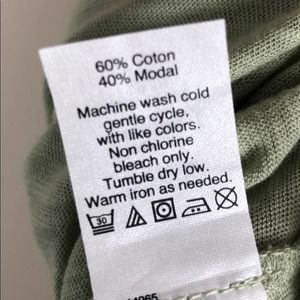 60% Coton
40% Modal
Machine wash cold
gentle cycle,
with like colors.
Non chlorine
bleach only.
Tumble dry low.
Warm iron as needed.
30